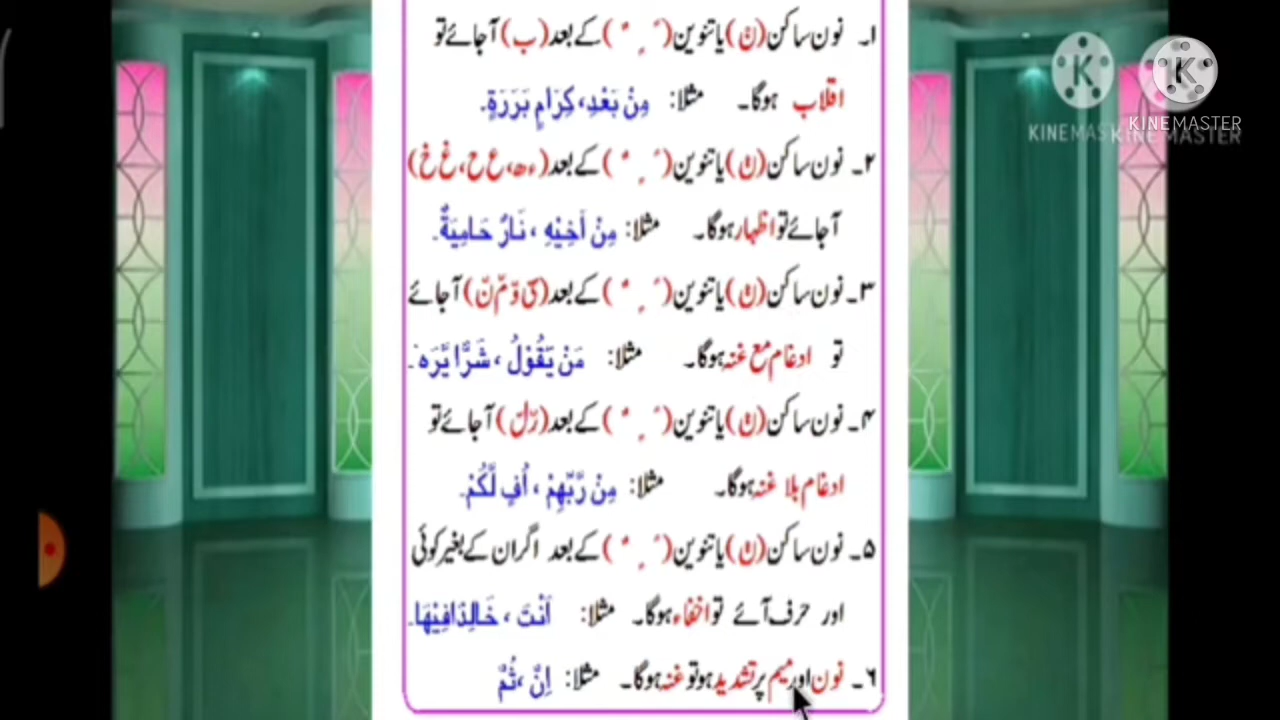 ۱۔ نون ساکن (نْ) یا تنوین (ً ٍ ٌ) کے بعد (ب) آجائے تو
اقلاب ہوگا۔ مثلا: مِنْ بَعْدِ، كِرَامٍ بَرَرَةٍ۔
۲۔ نون ساکن (نْ) یا تنوین (ً ٍ ٌ) کے بعد (ء ھ، ع ح، غ خ)
آجائے تو اظہار ہوگا۔ مثلا: مِنْ اَخِيْهِ، نَارٌ حَامِيَةٌ۔
۳۔ نون ساکن (نْ) یا تنوین (ً ٍ ٌ) کے بعد (یّ وّ مّ نّ) آجائے
تو ادغام مع غنہ ہوگا۔ مثلا: مَنْ يَّقُوْلُ، شَرًّا يَّرَهٗ۔
۴۔ نون ساکن (نْ) یا تنوین (ً ٍ ٌ) کے بعد (رّ لّ) آجائے تو
ادغام بلا غنہ ہوگا۔ مثلا: مِنْ رَّبِّهِمْ، اُفٍ لَّكُمْ۔
۵۔ نون ساکن (نْ) یا تنوین (ً ٍ ٌ) کے بعد اگر ان کے بغیر کوئی
اور حرف آئے تو اخفاء ہوگا۔ مثلا: اَنْتَ، خَالِدًا فِيْهَا۔
۶۔ نون اور میم پر تشدید ہو تو غنہ ہوگا۔ مثلا: اِنَّ، ثُمَّ
K K
KINEMASTER
KINEMASTER